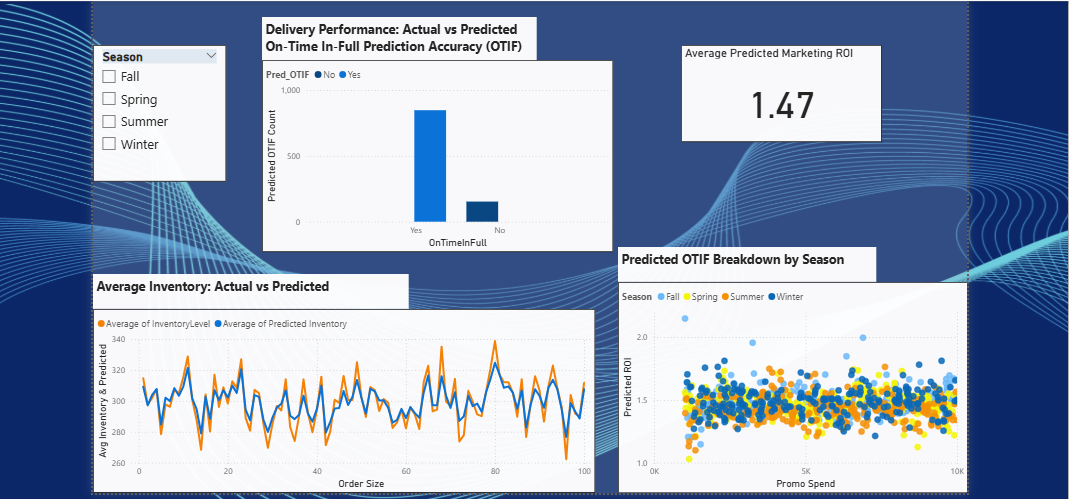 Delivery Performance: Actual vs Predicted
On-Time In-Full Prediction Accuracy (OTIF)
Season
Fall
Spring
Summer
Winter
Pred_OTIF No Yes
1,000
500
0
Predicted OTIF Count
Yes No
OnTimeInFull
Average Predicted Marketing ROI
1.47
Average Inventory: Actual vs Predicted
Average of InventoryLevel Average of Predicted Inventory
340
320
300
280
260
Avg Inventory & Predicted
0 20 40 60 80 100
Order Size
Predicted OTIF Breakdown by Season
Season Fall Spring Summer Winter
2.0
1.5
1.0
Predicted ROI
0K 5K 10K
Promo Spend